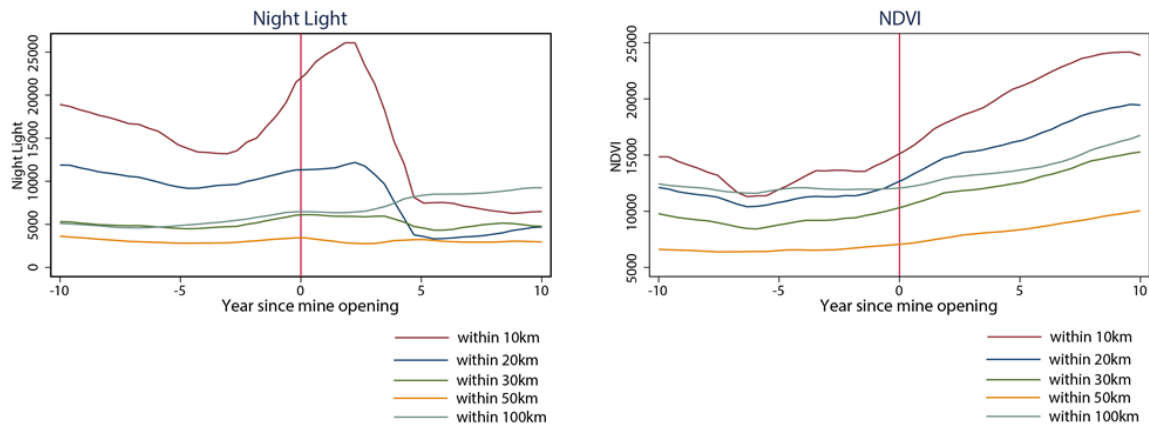 Night Light
Night Light
25000
20000
15000
10000
5000
0
-10
-5
0
5
10
Year since mine opening
within 10km
within 20km
within 30km
within 50km
within 100km
NDVI
NDVI
25000
20000
15000
10000
5000
-10
-5
0
5
10
Year since mine opening
within 10km
within 20km
within 30km
within 50km
within 100km